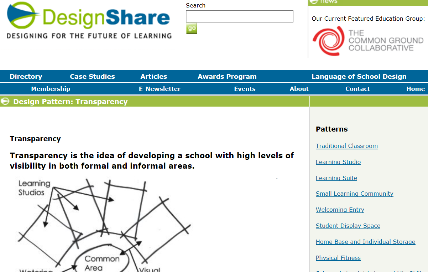 DesignShare
DESIGNING FOR THE FUTURE OF LEARNING
Search
news
Our Current Featured Education Group:
THE
COMMON GROUND
COLLABORATIVE
Directory Case Studies Articles Awards Program Language of School Design
Membership E-Newsletter Events About Contact Home
Design Pattern: Transparency
Transparency
Transparency is the idea of developing a school with high levels of
visibility in both formal and informal areas.
Learning
Studios
Common
Area
Visual
Patterns
Traditional Classroom
Learning Studio
Learning Suite
Small Learning Community
Welcoming Entry
Student Display Space
Home Base and Individual Storage
Physical Fitness